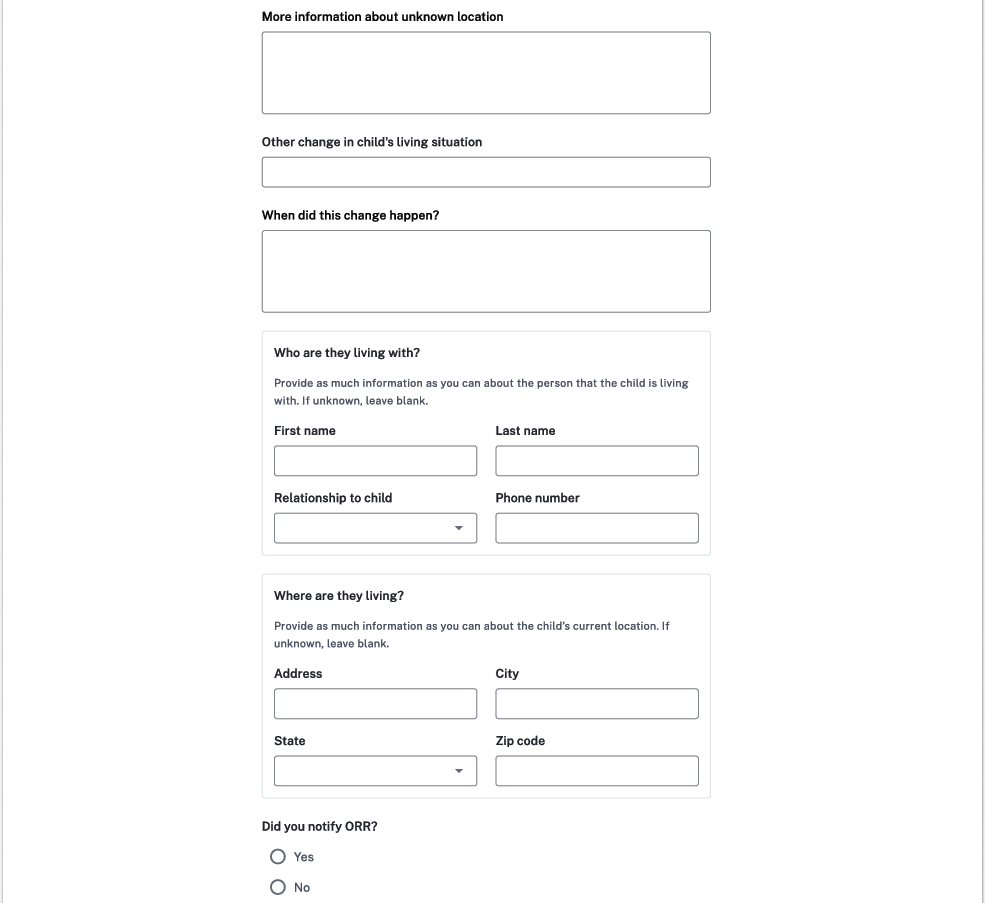 More information about unknown location
Other change in child's living situation
When did this change happen?
Who are they living with?
Provide as much information as you can about the person that the child is living
with. If unknown, leave blank.
First name
Last name
Relationship to child
Phone number
Where are they living?
Provide as much information as you can about the child's current location. If
unknown, leave blank.
Address
City
State
Zip code
Did you notify ORR?
Yes
No